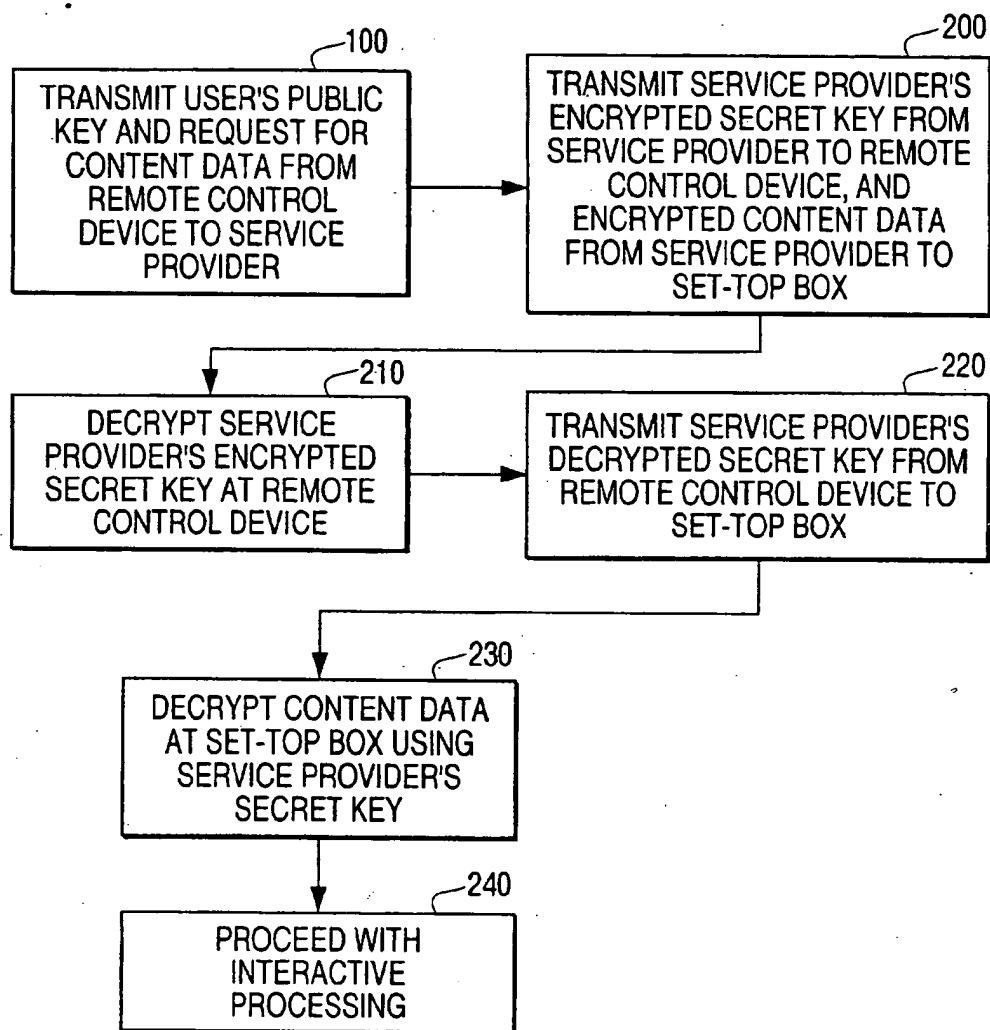 100
TRANSMIT USER'S PUBLIC
KEY AND REQUEST FOR
CONTENT DATA FROM
REMOTE CONTROL
DEVICE TO SERVICE
PROVIDER
200
TRANSMIT SERVICE PROVIDER'S
ENCRYPTED SECRET KEY FROM
SERVICE PROVIDER TO REMOTE
CONTROL DEVICE, AND
ENCRYPTED CONTENT DATA
FROM SERVICE PROVIDER TO
SET-TOP BOX
210
DECRYPT SERVICE
PROVIDER'S ENCRYPTED
SECRET KEY AT REMOTE
CONTROL DEVICE
220
TRANSMIT SERVICE PROVIDER'S
DECRYPTED SECRET KEY FROM
REMOTE CONTROL DEVICE TO
SET-TOP BOX
230
DECRYPT CONTENT DATA
AT SET-TOP BOX USING
SERVICE PROVIDER'S
SECRET KEY
240
PROCEED WITH
INTERACTIVE
PROCESSING